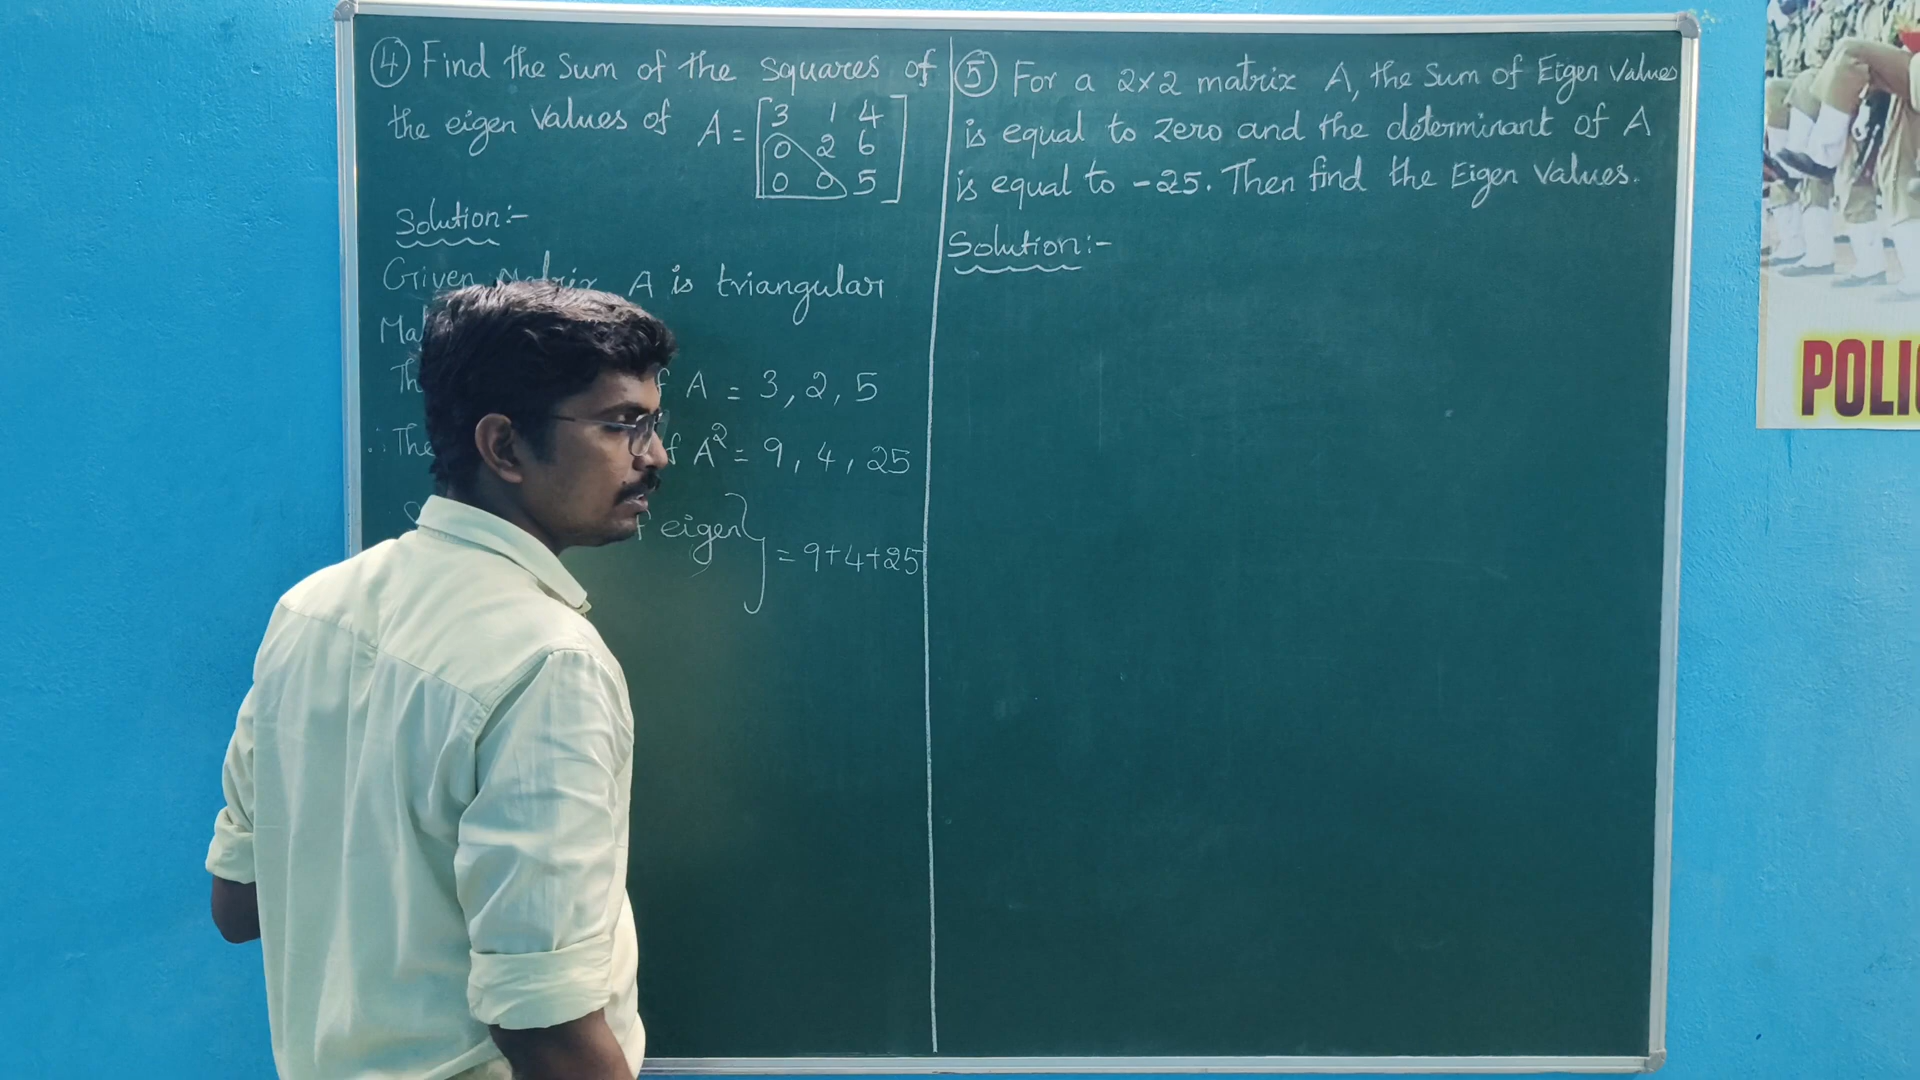 ④ Find the Sum of the squares of
the eigen values of A = [3 1 4
0 2 6
0 0 5]
Solution:-
Given Matrix A is triangular
A = 3, 2, 5
∴ The A² = 9, 4, 25
f eigen} = 9+4+25
⑤ For a 2×2 matrix A, the Sum of Eigen Values
is equal to zero and the determinant of A
is equal to -25. Then find the Eigen Values.
Solution:-